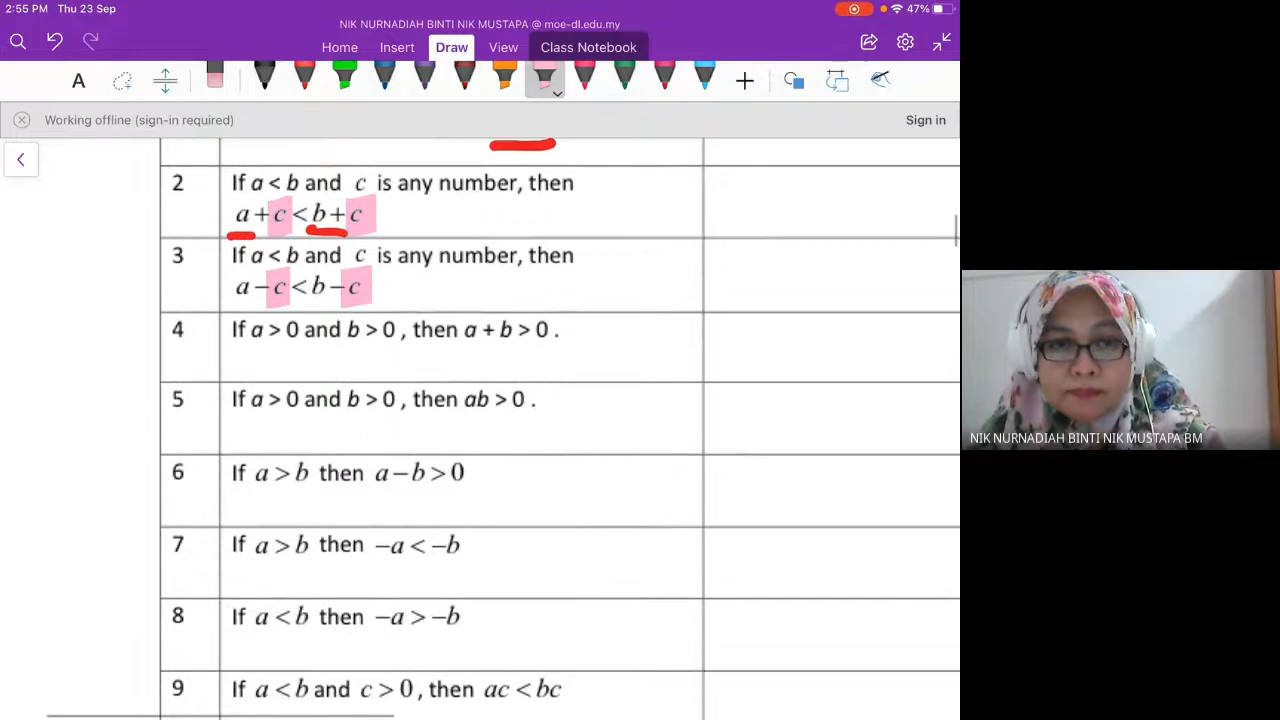 2:55 PM Thu 23 Sep
47%
NIK NURNADIAH BINTI NIK MUSTAPA @ moe-dl.edu.my
Home Insert Draw View Class Notebook
A
Working offline (sign-in required) Sign in
2 If a < b and c is any number, then
a + c < b + c
3 If a < b and c is any number, then
a − c < b − c
4 If a > 0 and b > 0 , then a + b > 0 .
5 If a > 0 and b > 0 , then ab > 0 .
6 If a > b then a − b > 0
7 If a > b then −a < −b
8 If a < b then −a > −b
9 If a < b and c > 0 , then ac < bc
NIK NURNADIAH BINTI NIK MUSTAPA BM